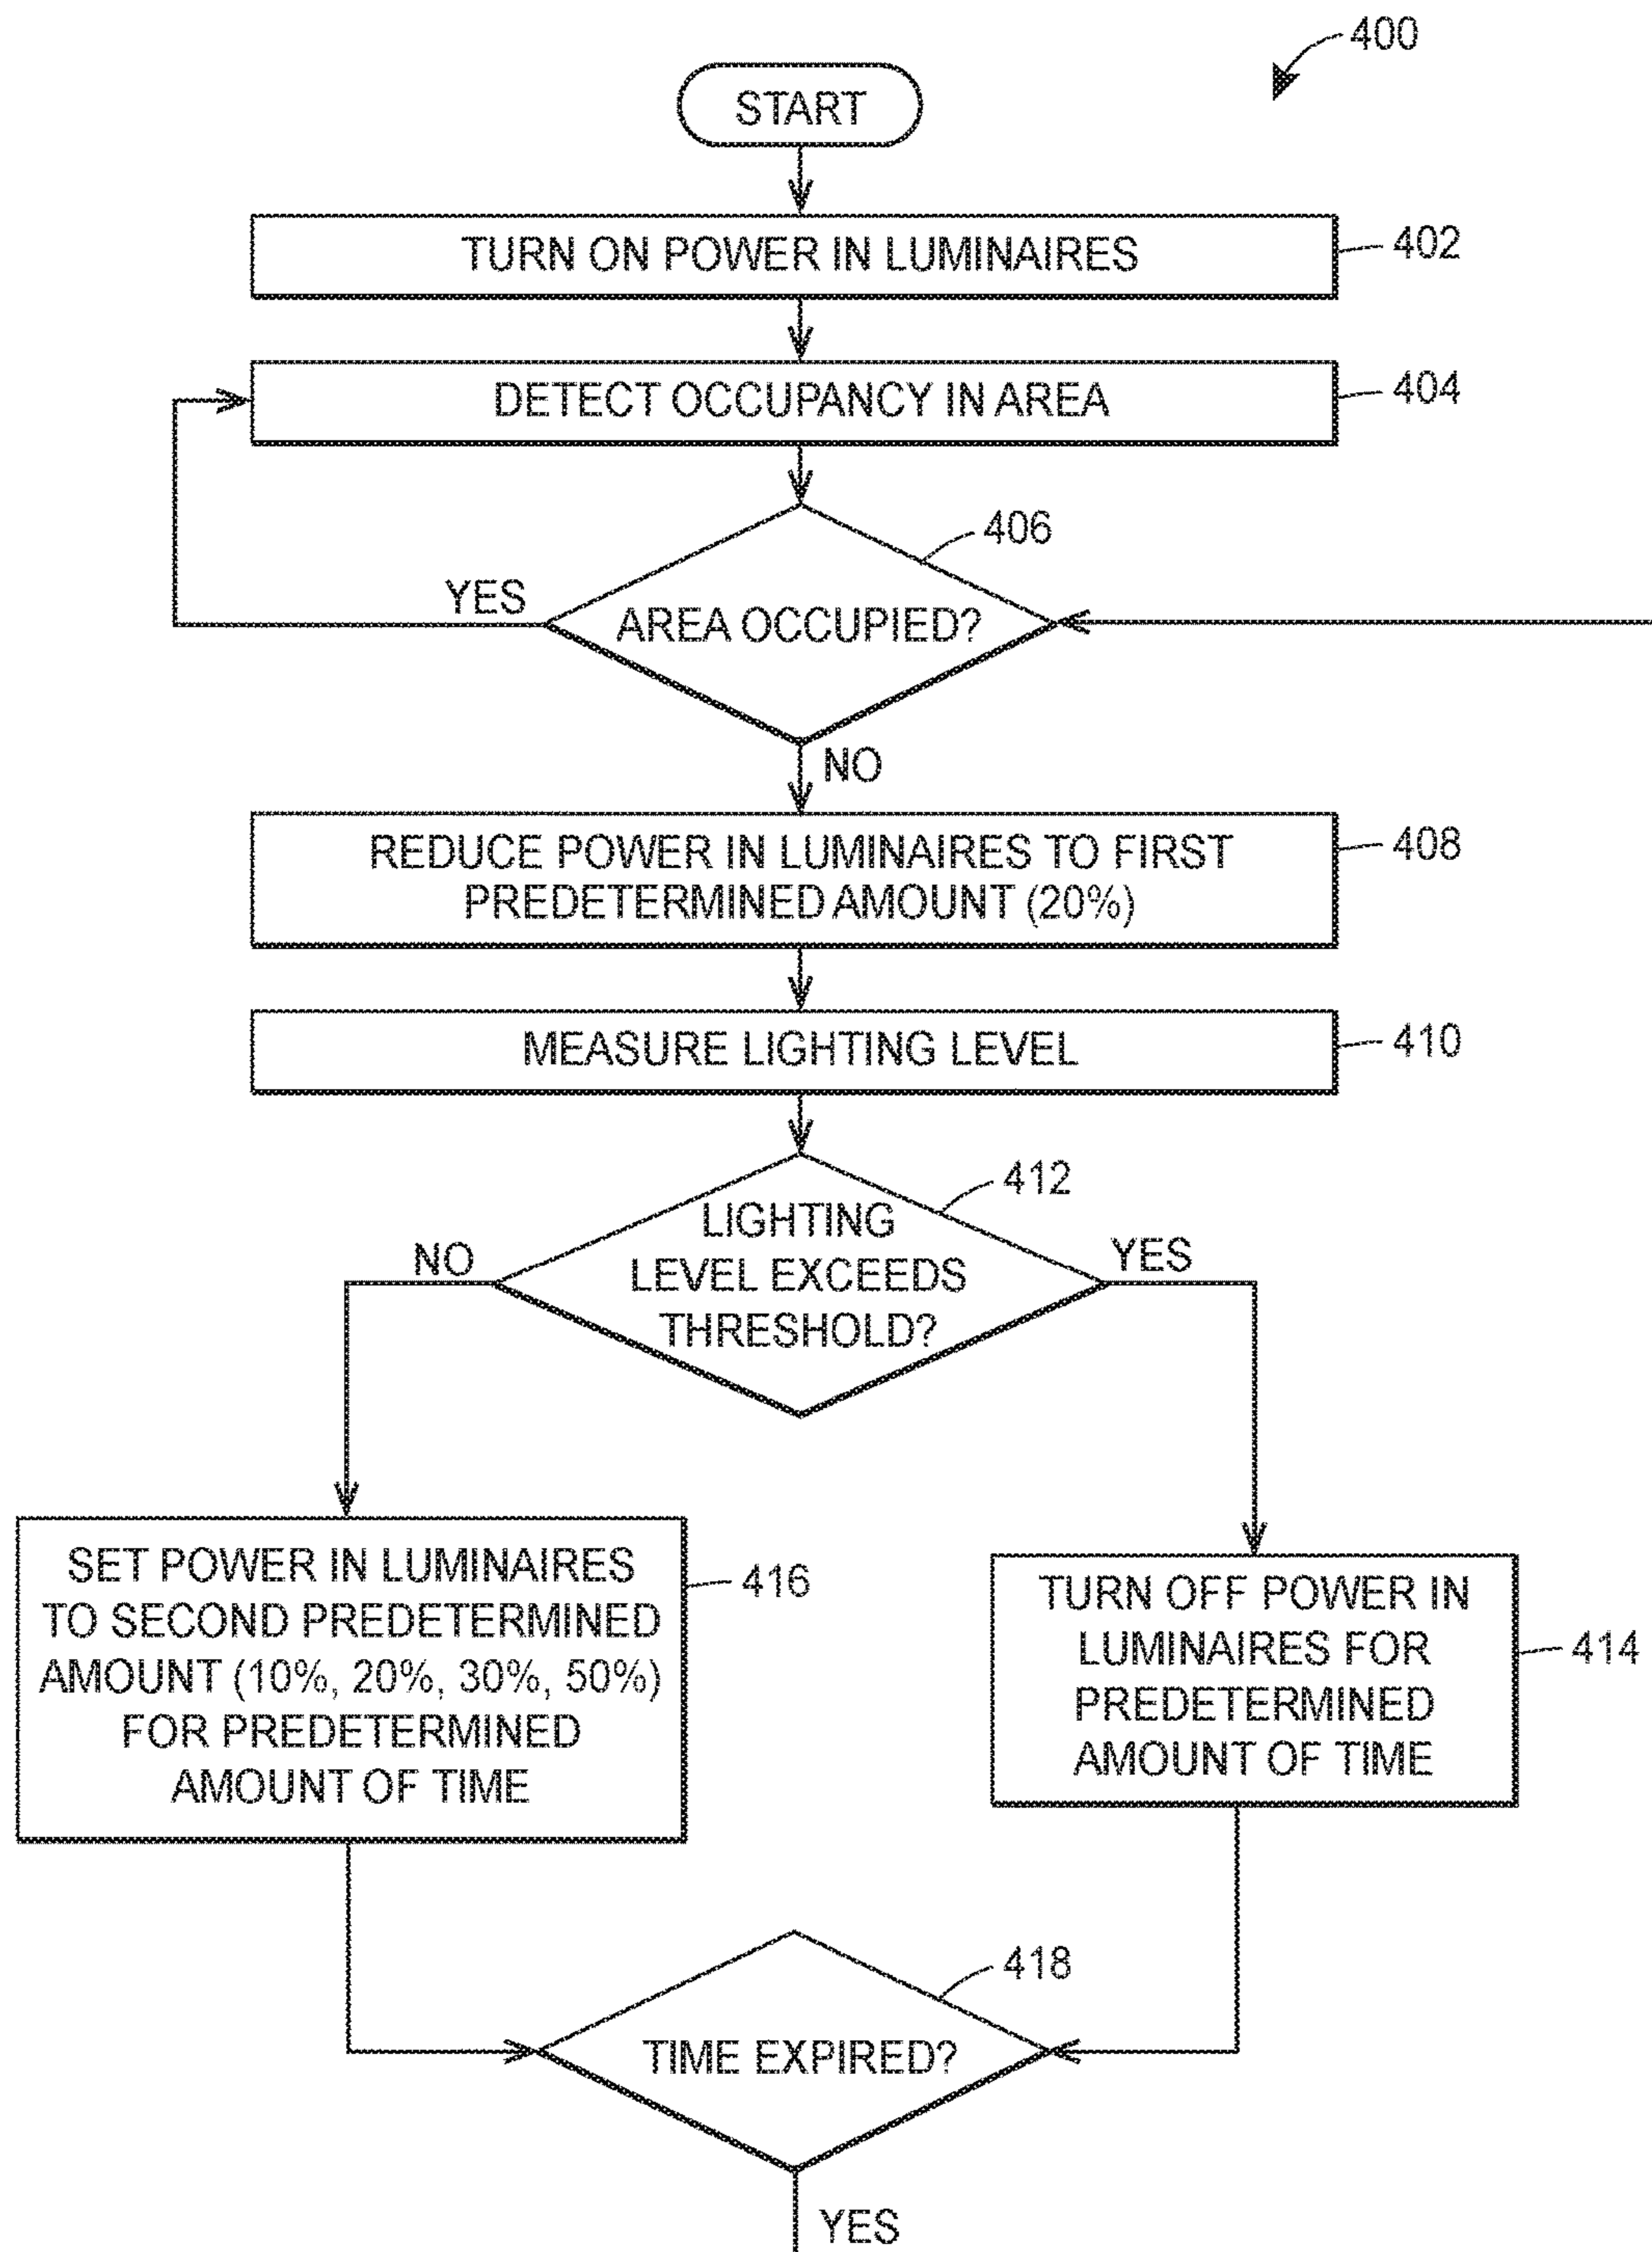 400
START
TURN ON POWER IN LUMINAIRES
402
DETECT OCCUPANCY IN AREA
404
406
YES
AREA OCCUPIED?
NO
REDUCE POWER IN LUMINAIRES TO FIRST
PREDETERMINED AMOUNT (20%)
408
MEASURE LIGHTING LEVEL
410
412
LIGHTING
LEVEL EXCEEDS
THRESHOLD?
NO
YES
SET POWER IN LUMINAIRES
TO SECOND PREDETERMINED
AMOUNT (10%, 20%, 30%, 50%)
FOR PREDETERMINED
AMOUNT OF TIME
416
TURN OFF POWER IN
LUMINAIRES FOR
PREDETERMINED
AMOUNT OF TIME
414
418
TIME EXPIRED?
YES